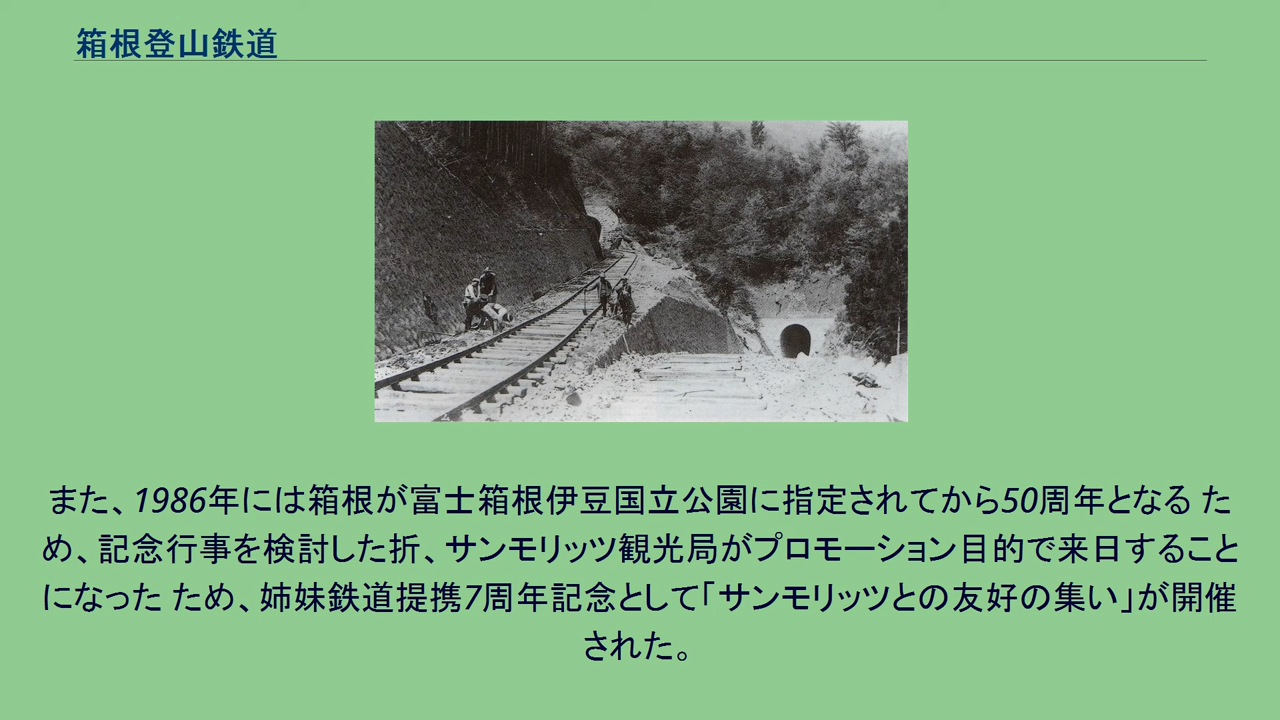 箱根登山鉄道
また、1986年には箱根が富士箱根伊豆国立公園に指定されてから50周年となる た
め、記念行事を検討した折、サンモリッツ観光局がプロモーション目的で来日すること
になった ため、姉妹鉄道提携7周年記念として「サンモリッツとの友好の集い」が開催
された。